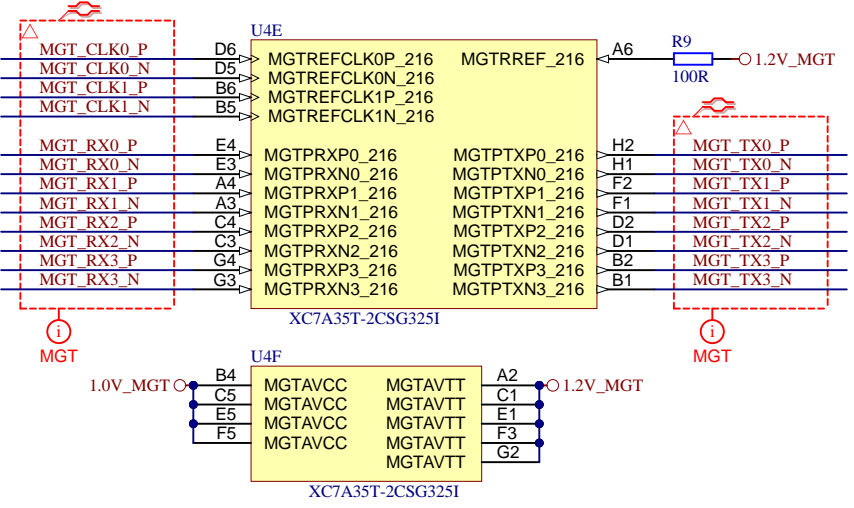 U4E
MGT_CLK0_P D6 MGTREFCLK0P_216 MGTRREF_216 A6 R9 100R 1.2V_MGT
MGT_CLK0_N D5 MGTREFCLK0N_216
MGT_CLK1_P B6 MGTREFCLK1P_216
MGT_CLK1_N B5 MGTREFCLK1N_216
MGT_RX0_P E4 MGTPRXP0_216 MGTPTXP0_216 H2 MGT_TX0_P
MGT_RX0_N E3 MGTPRXN0_216 MGTPTXN0_216 H1 MGT_TX0_N
MGT_RX1_P A4 MGTPRXP1_216 MGTPTXP1_216 F2 MGT_TX1_P
MGT_RX1_N A3 MGTPRXN1_216 MGTPTXN1_216 F1 MGT_TX1_N
MGT_RX2_P C4 MGTPRXP2_216 MGTPTXP2_216 D2 MGT_TX2_P
MGT_RX2_N C3 MGTPRXN2_216 MGTPTXN2_216 D1 MGT_TX2_N
MGT_RX3_P G4 MGTPRXP3_216 MGTPTXP3_216 B2 MGT_TX3_P
MGT_RX3_N G3 MGTPRXN3_216 MGTPTXN3_216 B1 MGT_TX3_N
XC7A35T-2CSG325I
i
MGT
i
MGT
U4F
1.0V_MGT B4 MGTAVCC MGTAVTT A2 1.2V_MGT
C5 MGTAVCC MGTAVTT C1
E5 MGTAVCC MGTAVTT E1
F5 MGTAVCC MGTAVTT F3
MGTAVTT G2
XC7A35T-2CSG325I